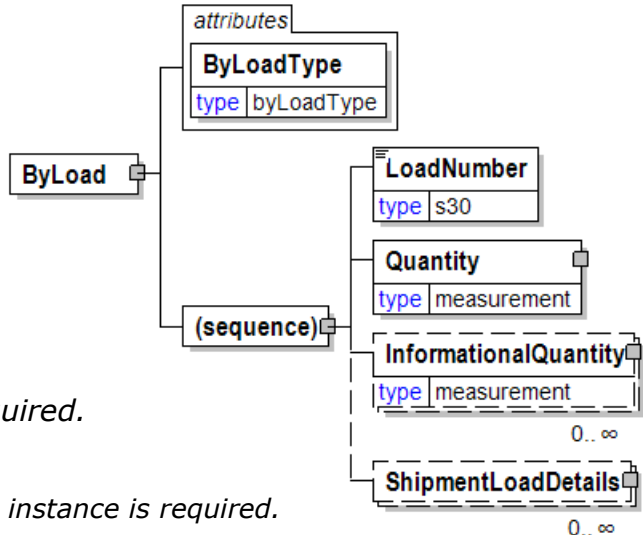 attributes
ByLoadType
type byLoadType
ByLoad
LoadNumber
type s30
Quantity
type measurement
(sequence)
InformationalQuantity
type measurement
0.. ∞
uired.
ShipmentLoadDetails
instance is required.
0.. ∞